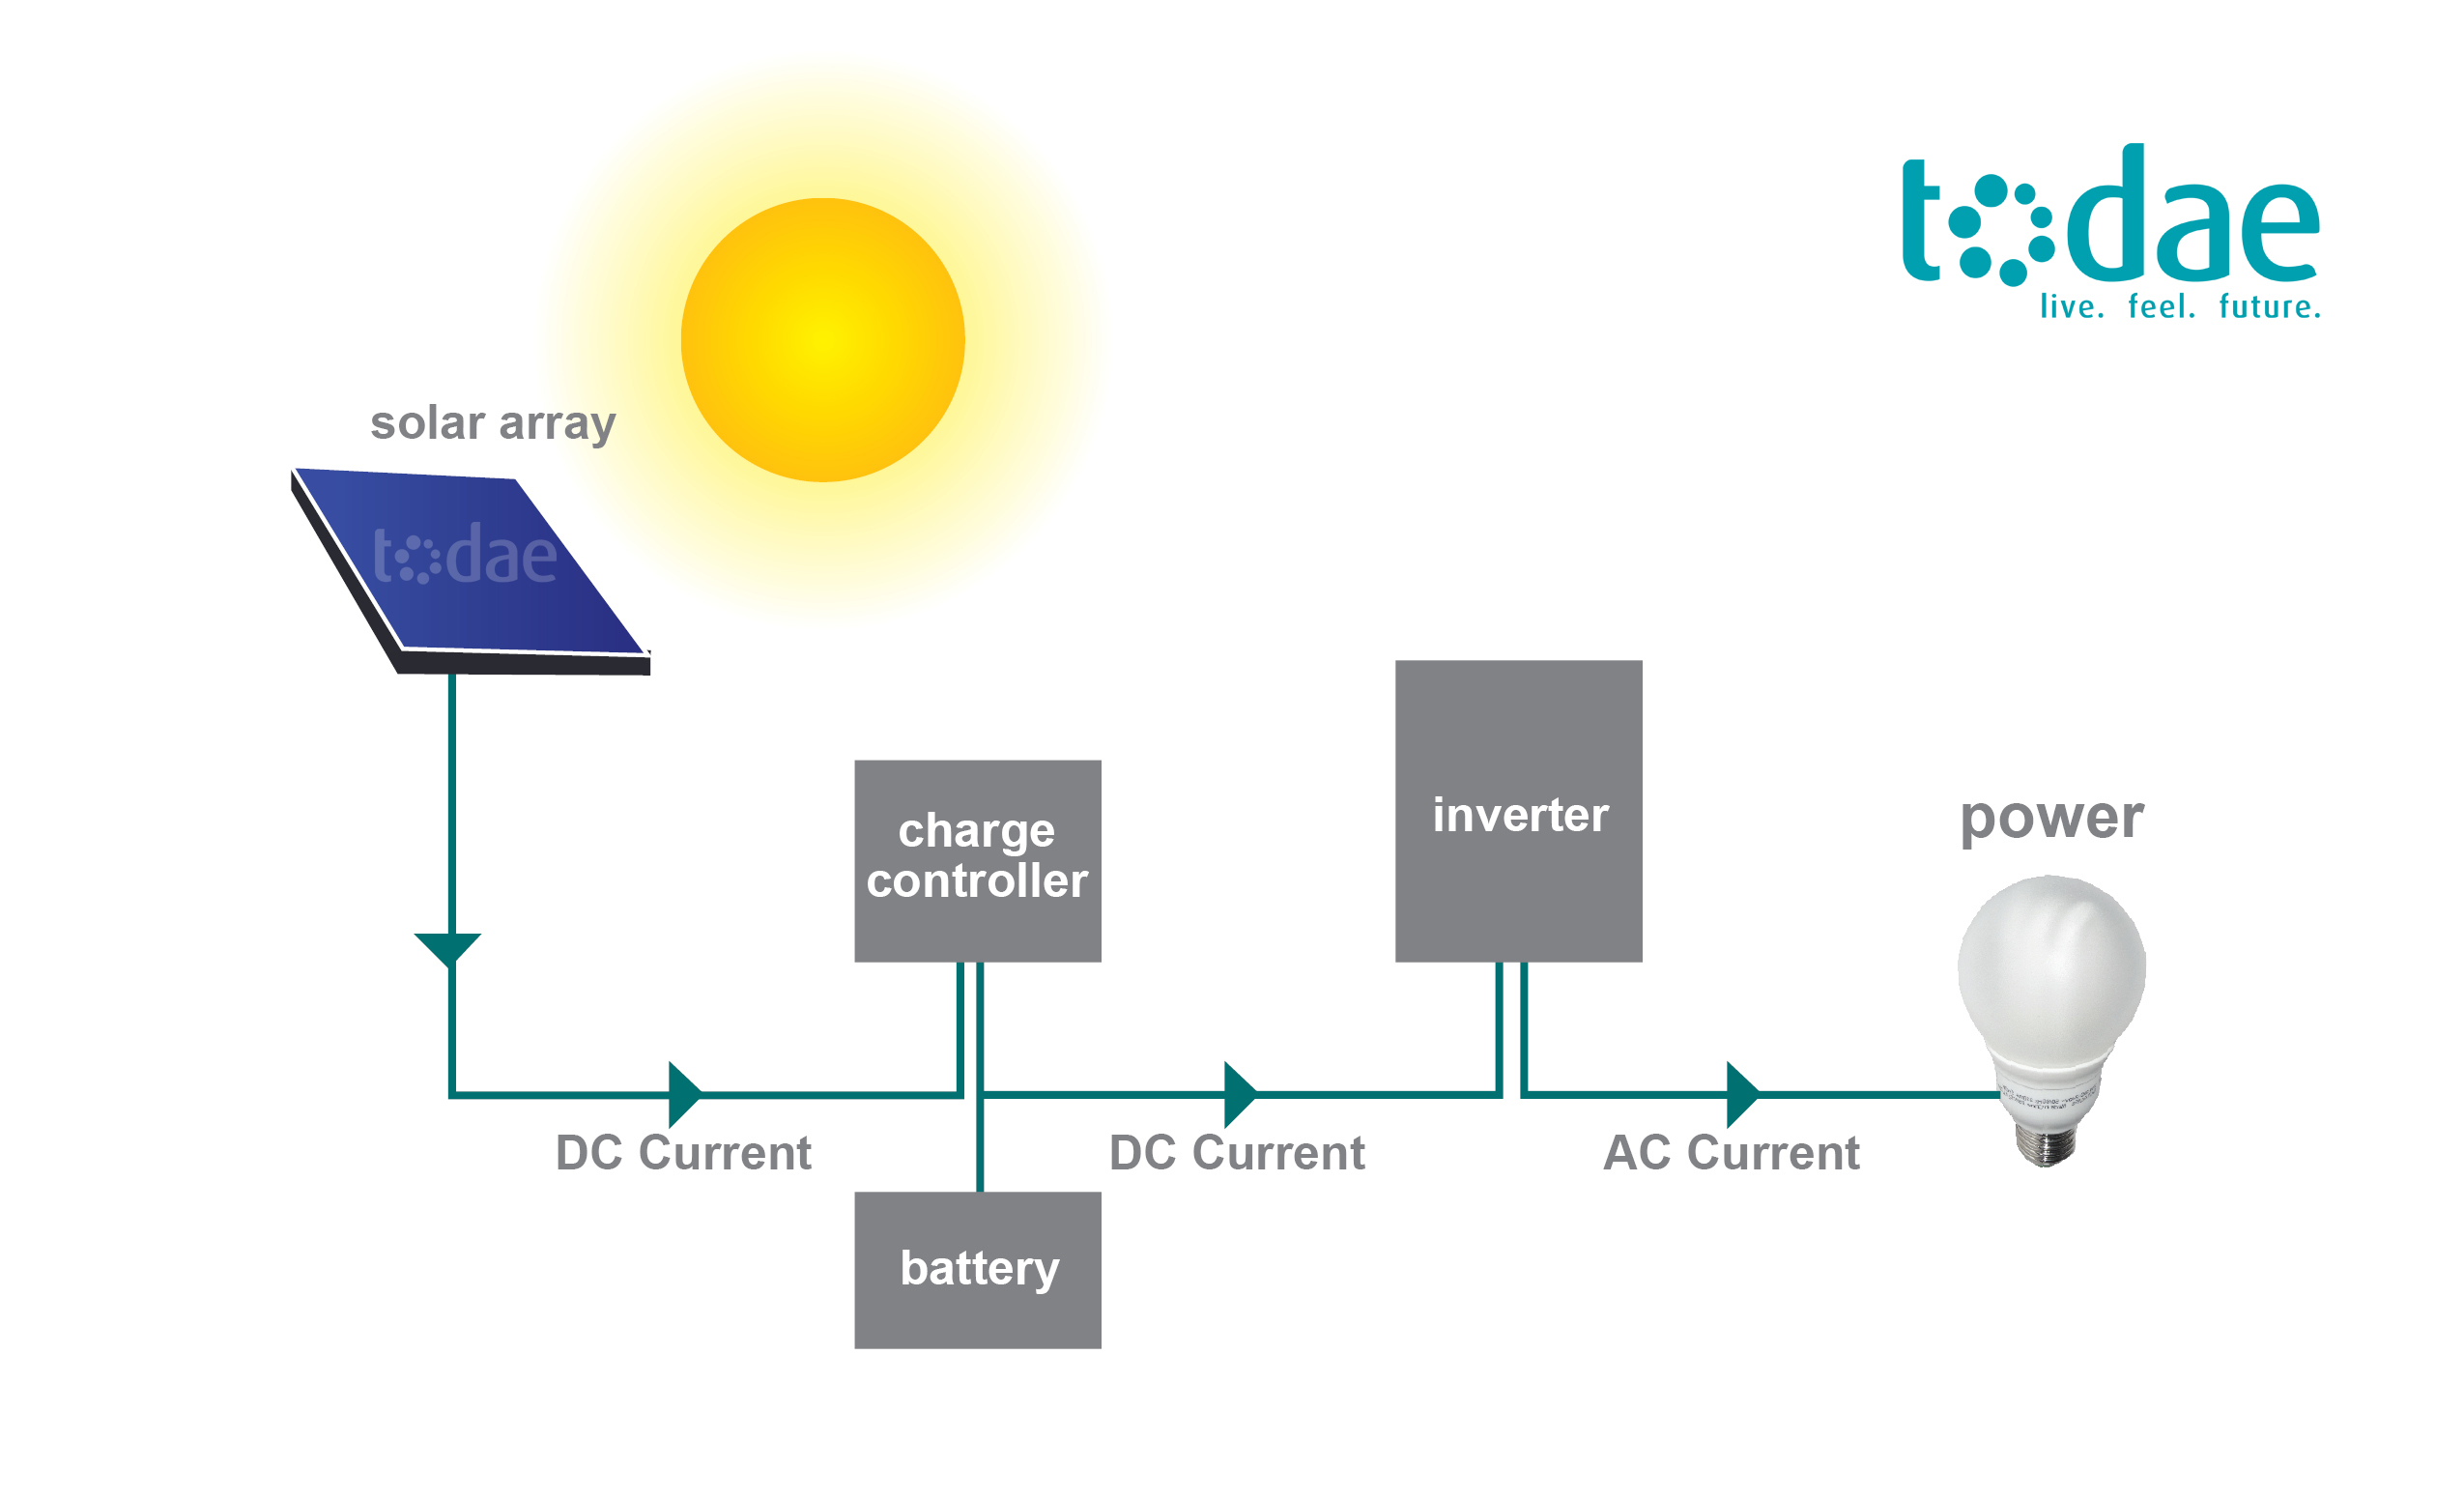 todae
live. feel. future.
solar array
todae
charge
controller
inverter
power
DC Current
DC Current
AC Current
battery